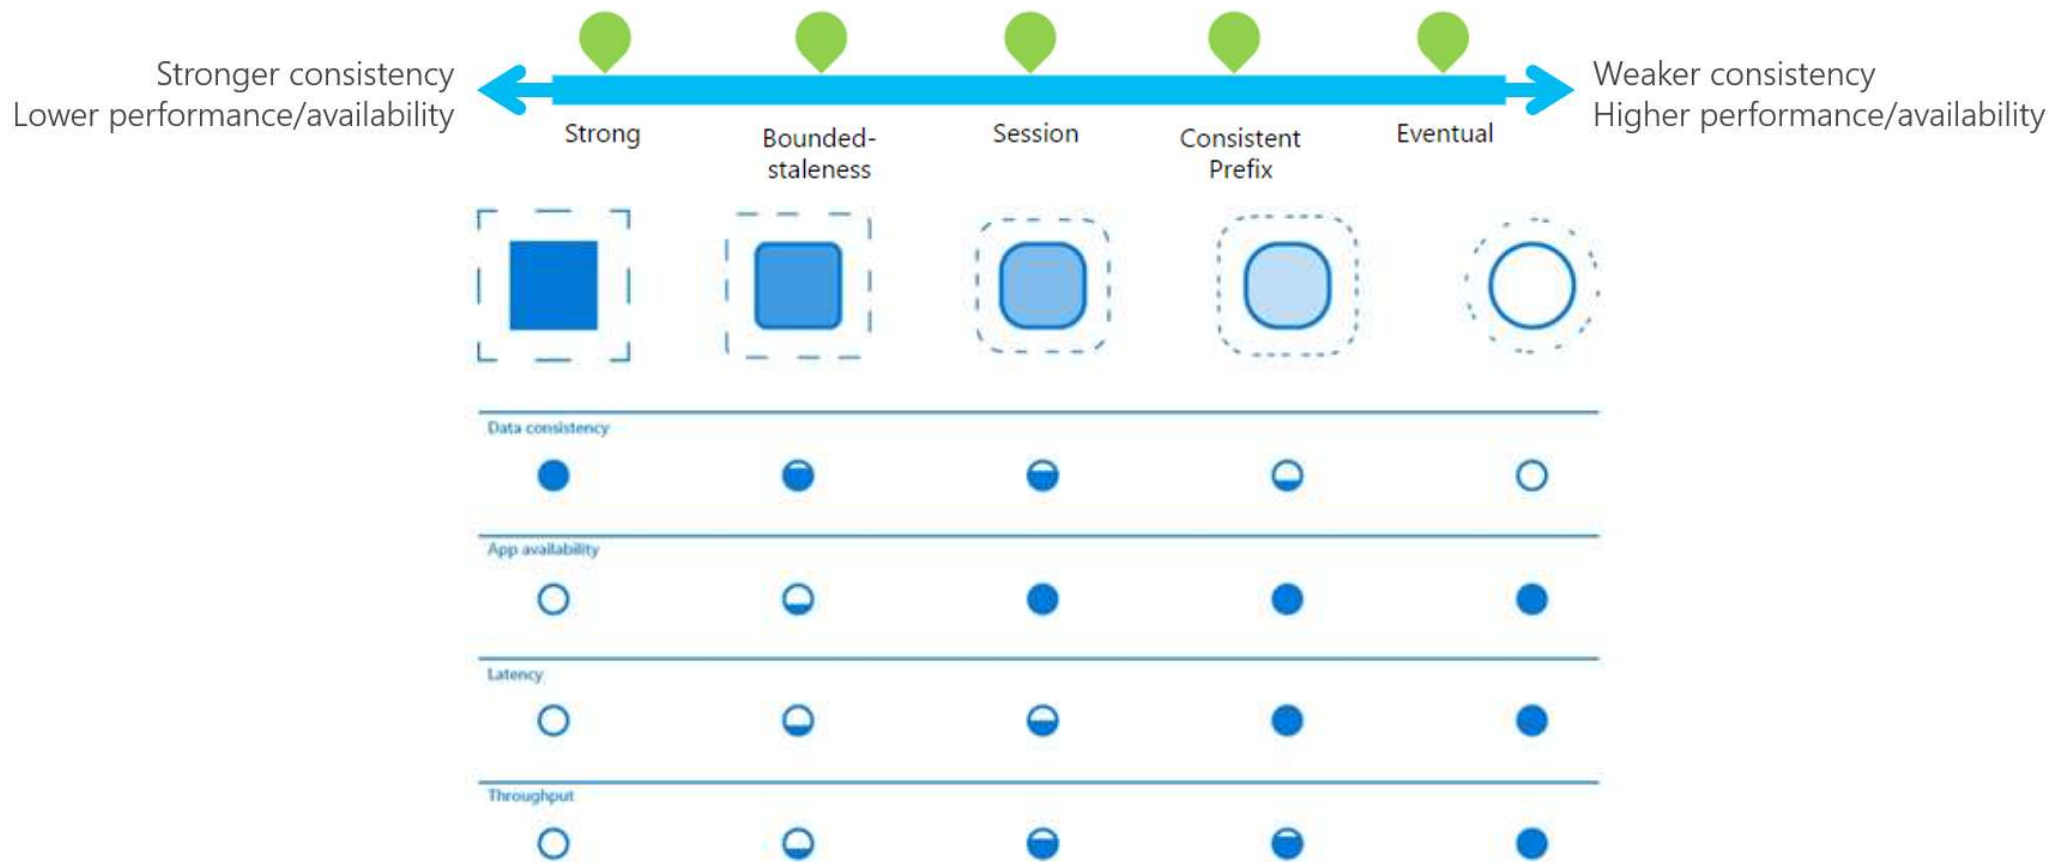 Stronger consistency
Lower performance/availability
Weaker consistency
Higher performance/availability
Strong
Bounded-
staleness
Session
Consistent
Prefix
Eventual
Data consistency
App availability
Latency
Throughput